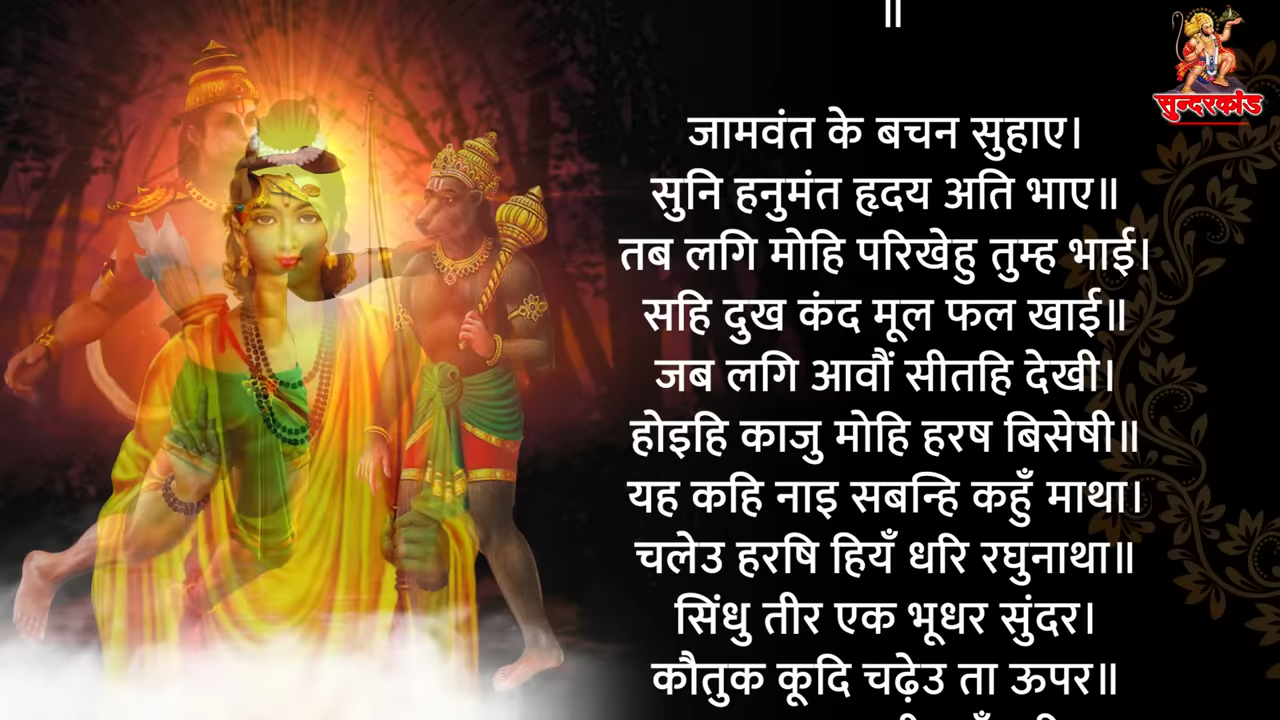 ॥
सुन्दरकांड
जामवंत के बचन सुहाए।
सुनि हनुमंत हृदय अति भाए॥
तब लगि मोहि परिखेहु तुम्ह भाई।
सहि दुख कंद मूल फल खाई॥
जब लगि आवौं सीतहि देखी।
होइहि काजु मोहि हरष बिसेषी॥
यह कहि नाइ सबन्हि कहुँ माथा।
चलेउ हरषि हियँ धरि रघुनाथा॥
सिंधु तीर एक भूधर सुंदर।
कौतुक कूदि चढ़ेउ ता ऊपर॥